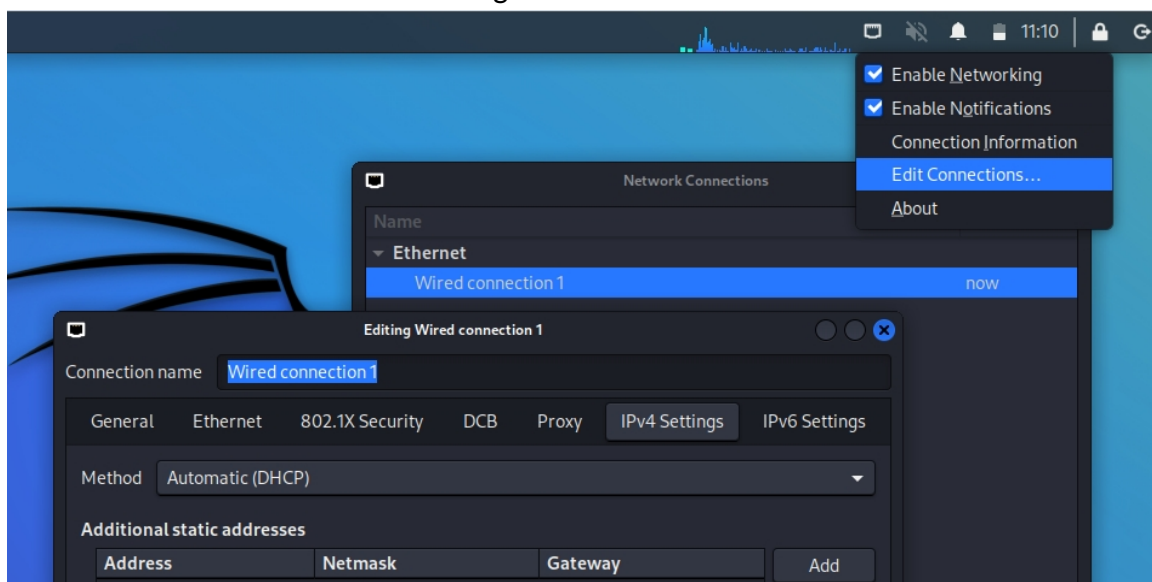 11:10
Enable Networking
Enable Notifications
Connection Information
Edit Connections...
About
Network Connections
Name
Ethernet
Wired connection 1 now
Editing Wired connection 1
Connection name Wired connection 1
General Ethernet 802.1X Security DCB Proxy IPv4 Settings IPv6 Settings
Method Automatic (DHCP)
Additional static addresses
Address Netmask Gateway Add